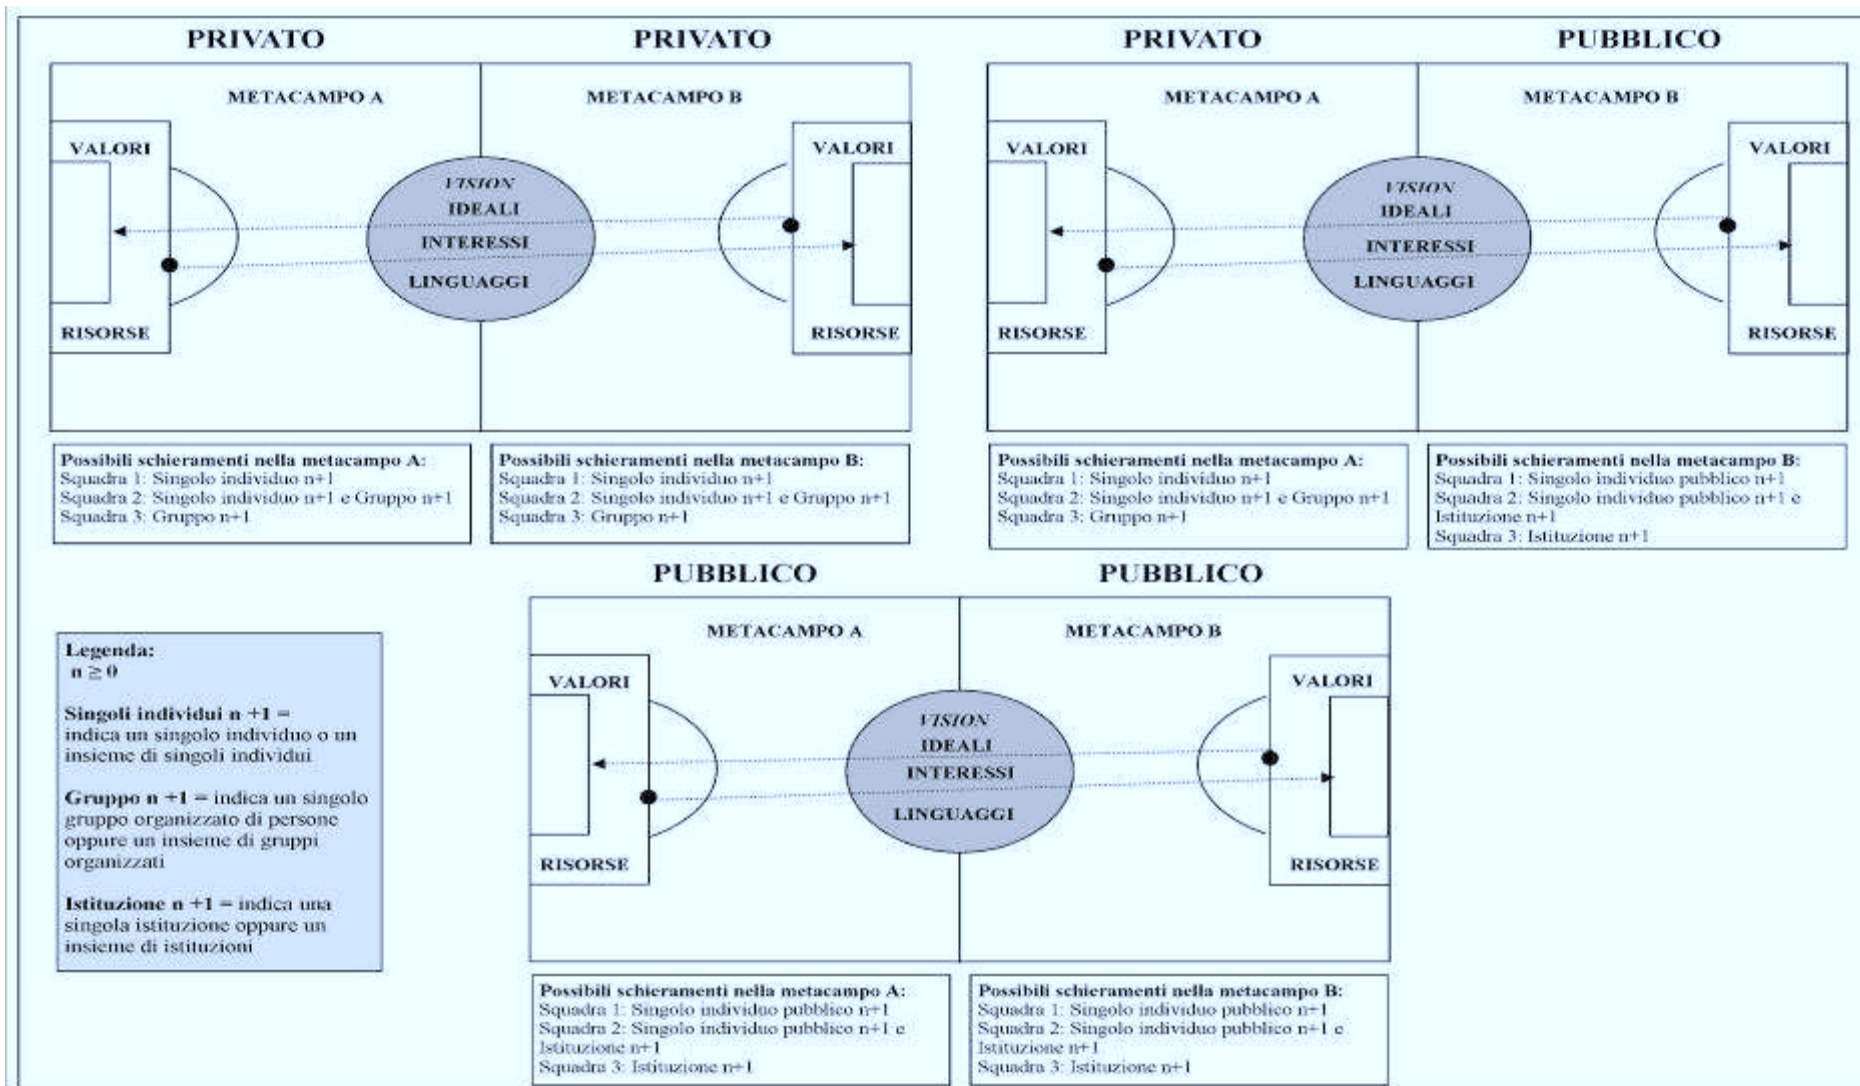 PRIVATO
PRIVATO
METACAMPO A
METACAMPO B
VALORI
VALORI
VISION
IDEALI
INTERESSI
LINGUAGGI
RISORSE
RISORSE
Possibili schieramenti nella metacampo A:
Squadra 1: Singolo individuo n+1
Squadra 2: Singolo individuo n+1 e Gruppo n+1
Squadra 3: Gruppo n+1
Possibili schieramenti nella metacampo B:
Squadra 1: Singolo individuo n+1
Squadra 2: Singolo individuo n+1 e Gruppo n+1
Squadra 3: Gruppo n+1
PRIVATO
PUBBLICO
METACAMPO A
METACAMPO B
VALORI
VALORI
VISION
IDEALI
INTERESSI
LINGUAGGI
RISORSE
RISORSE
Possibili schieramenti nella metacampo A:
Squadra 1: Singolo individuo n+1
Squadra 2: Singolo individuo n+1 e Gruppo n+1
Squadra 3: Gruppo n+1
Possibili schieramenti nella metacampo B:
Squadra 1: Singolo individuo pubblico n+1
Squadra 2: Singolo individuo pubblico n+1 e
Istituzione n+1
Squadra 3: Istituzione n+1
Legenda:
n ≥ 0
Singoli individui n +1 =
indica un singolo individuo o un
insieme di singoli individui
Gruppo n +1 = indica un singolo
gruppo organizzato di persone
oppure un insieme di gruppi
organizzati
Istituzione n +1 = indica una
singola istituzione oppure un
insieme di istituzioni
PUBBLICO
PUBBLICO
METACAMPO A
METACAMPO B
VALORI
VALORI
VISION
IDEALI
INTERESSI
LINGUAGGI
RISORSE
RISORSE
Possibili schieramenti nella metacampo A:
Squadra 1: Singolo individuo pubblico n+1
Squadra 2: Singolo individuo pubblico n+1 e
Istituzione n+1
Squadra 3: Istituzione n+1
Possibili schieramenti nella metacampo B:
Squadra 1: Singolo individuo pubblico n+1
Squadra 2: Singolo individuo pubblico n+1 e
Istituzione n+1
Squadra 3: Istituzione n+1